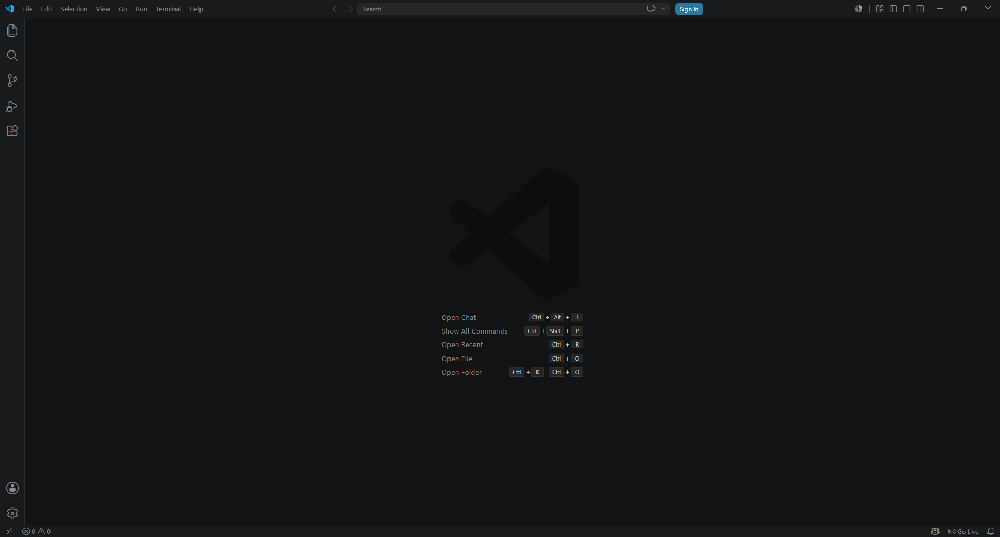 File Edit Selection View Go Run Terminal Help Search Sign In
Open Chat Ctrl + Alt + I
Show All Commands Ctrl + Shift + P
Open Recent Ctrl + R
Open File Ctrl + O
Open Folder Ctrl + K Ctrl + O
0 0 Go Live